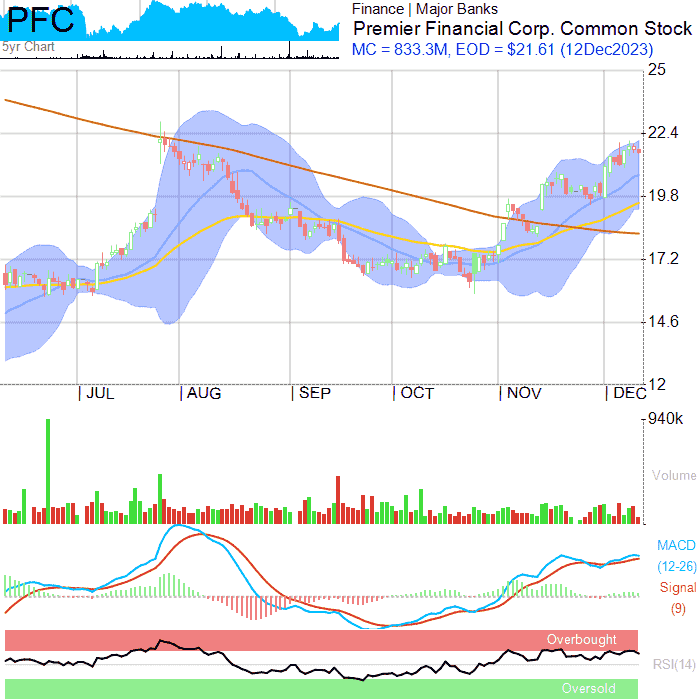 PFC
5yr Chart
Finance | Major Banks
Premier Financial Corp. Common Stock
MC = 833.3M, EOD = $21.61 (12Dec2023)
25
22.4
19.8
17.2
14.6
12
| JUL | AUG | SEP | OCT | NOV | DEC
940k
Volume
MACD
(12-26)
Signal
(9)
Overbought
RSI(14)
Oversold